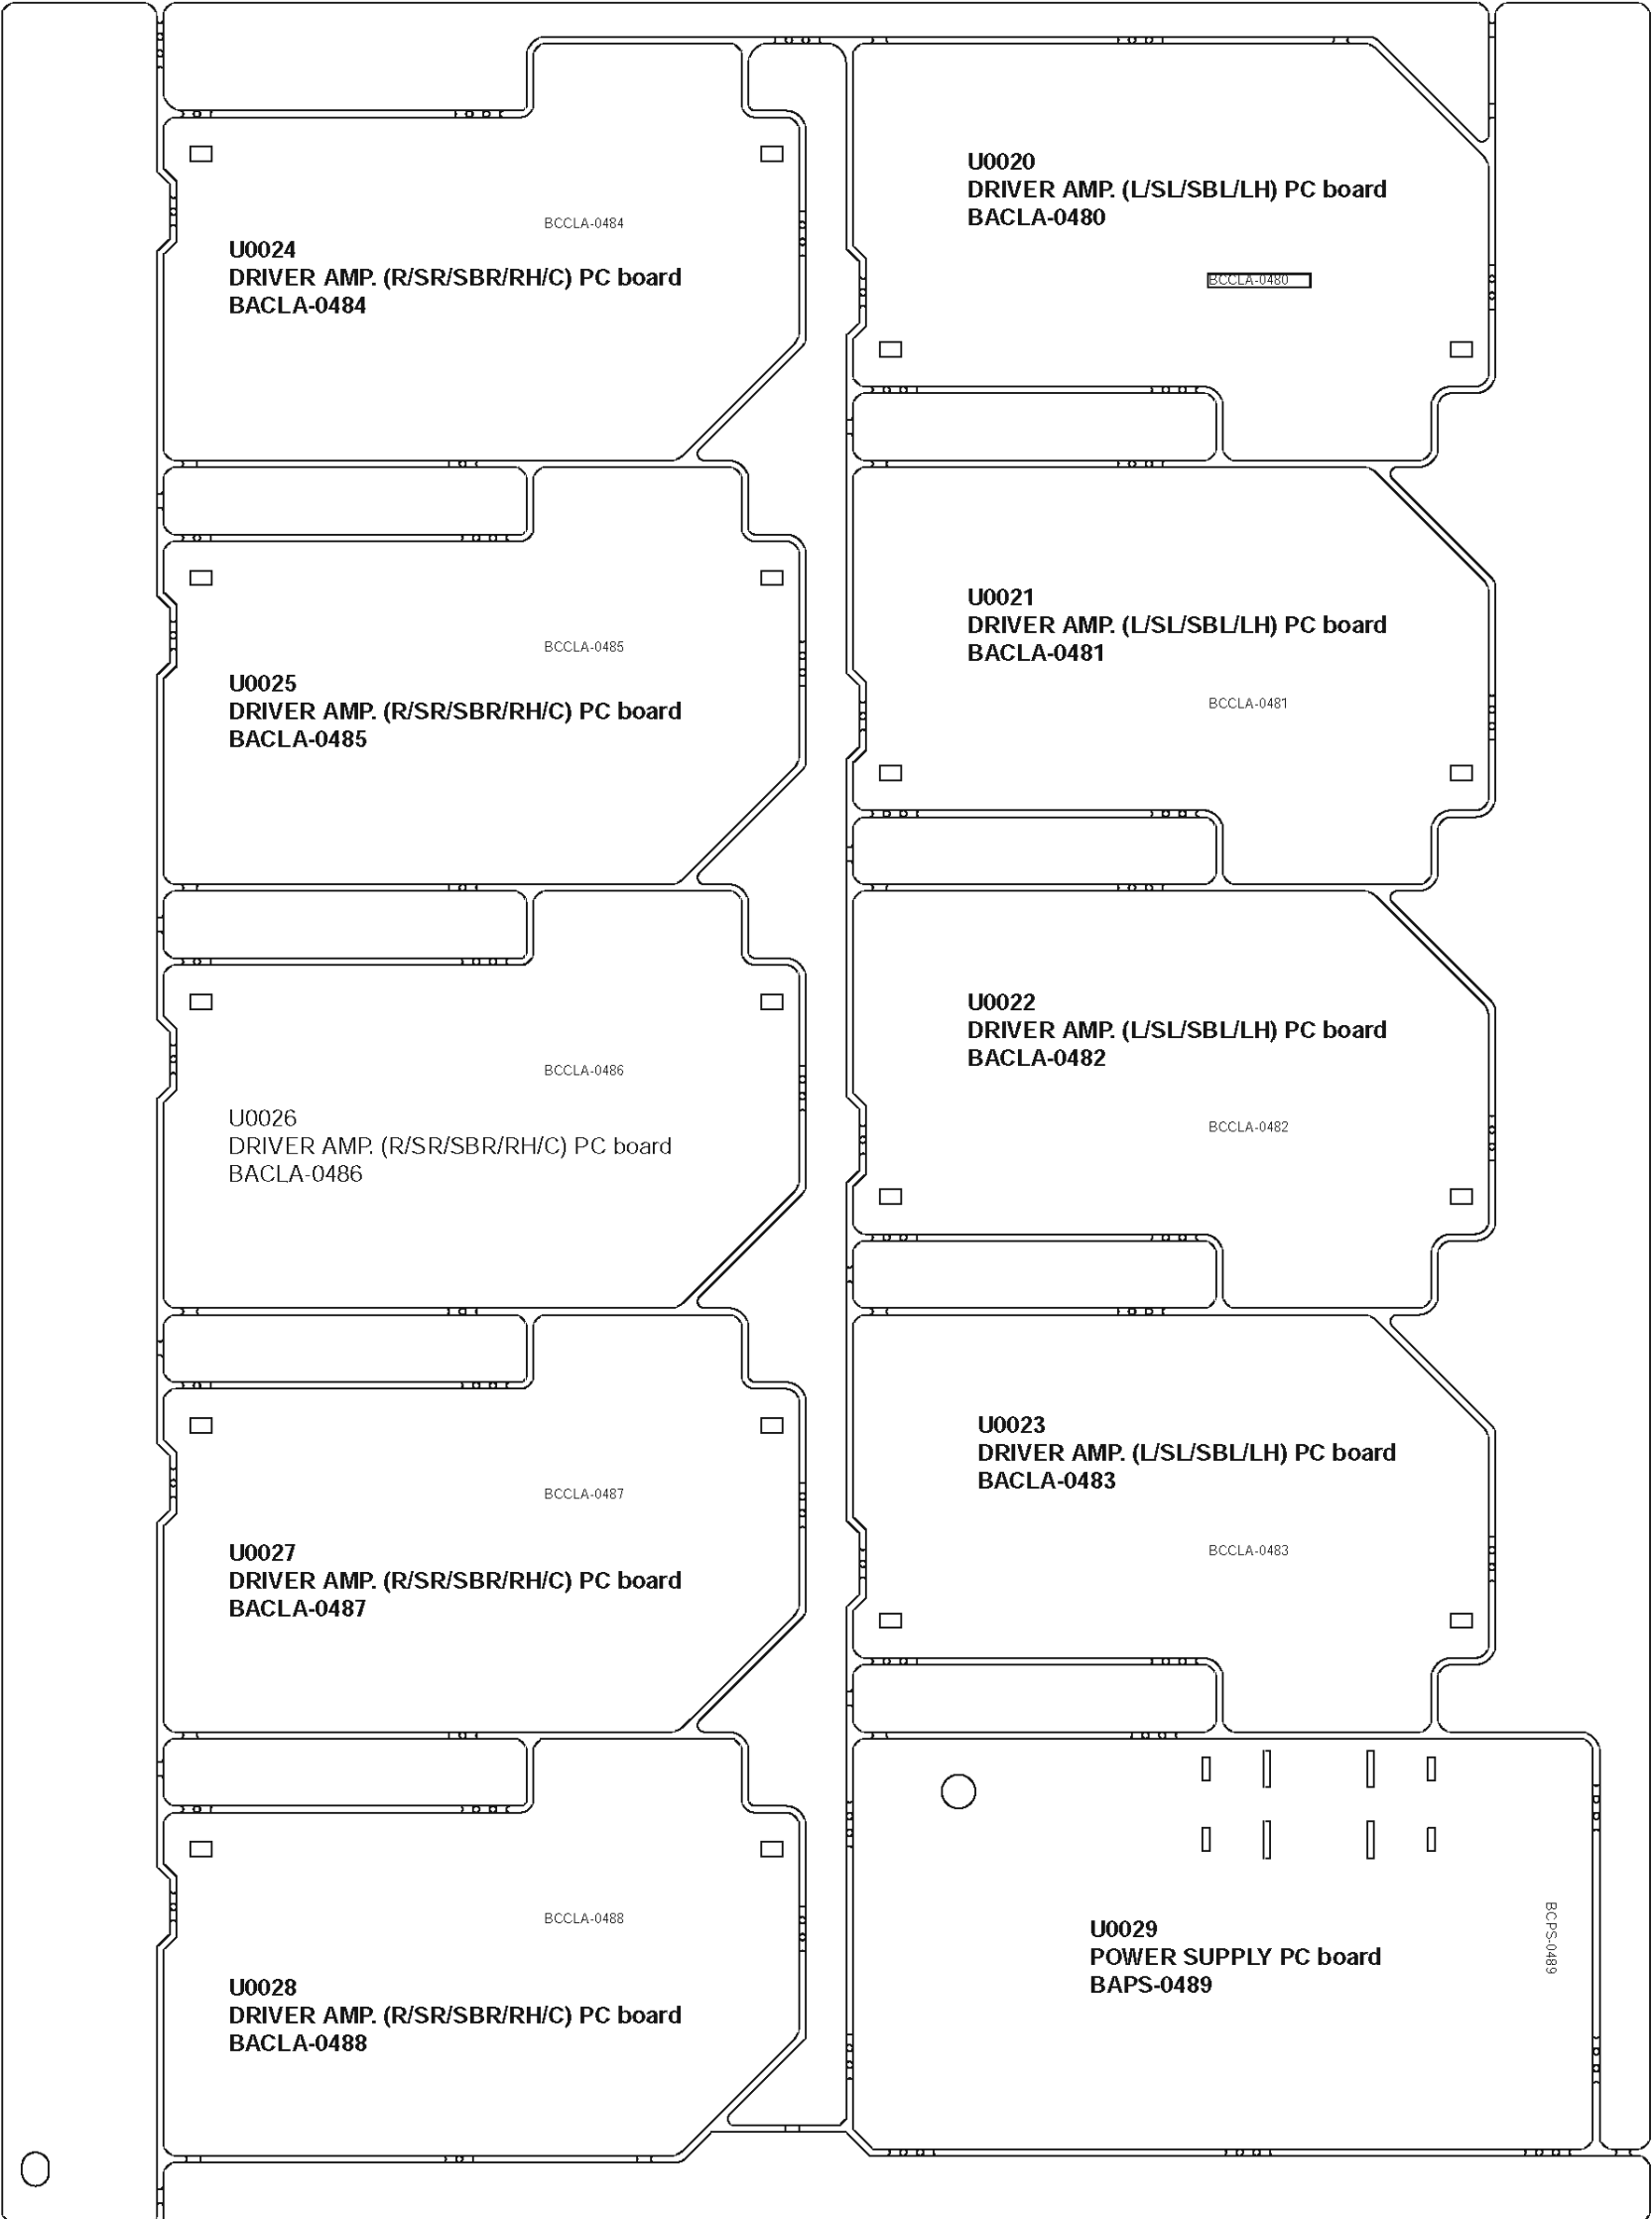 BCCLA-0484
U0024
DRIVER AMP. (R/SR/SBR/RH/C) PC board
BACLA-0484
BCCLA-0485
U0025
DRIVER AMP. (R/SR/SBR/RH/C) PC board
BACLA-0485
BCCLA-0486
U0026
DRIVER AMP. (R/SR/SBR/RH/C) PC board
BACLA-0486
BCCLA-0487
U0027
DRIVER AMP. (R/SR/SBR/RH/C) PC board
BACLA-0487
BCCLA-0488
U0028
DRIVER AMP. (R/SR/SBR/RH/C) PC board
BACLA-0488
U0020
DRIVER AMP. (L/SL/SBL/LH) PC board
BACLA-0480
BCCLA-0480
U0021
DRIVER AMP. (L/SL/SBL/LH) PC board
BACLA-0481
BCCLA-0481
U0022
DRIVER AMP. (L/SL/SBL/LH) PC board
BACLA-0482
BCCLA-0482
U0023
DRIVER AMP. (L/SL/SBL/LH) PC board
BACLA-0483
BCCLA-0483
U0029
POWER SUPPLY PC board
BAPS-0489
BCPS-0489